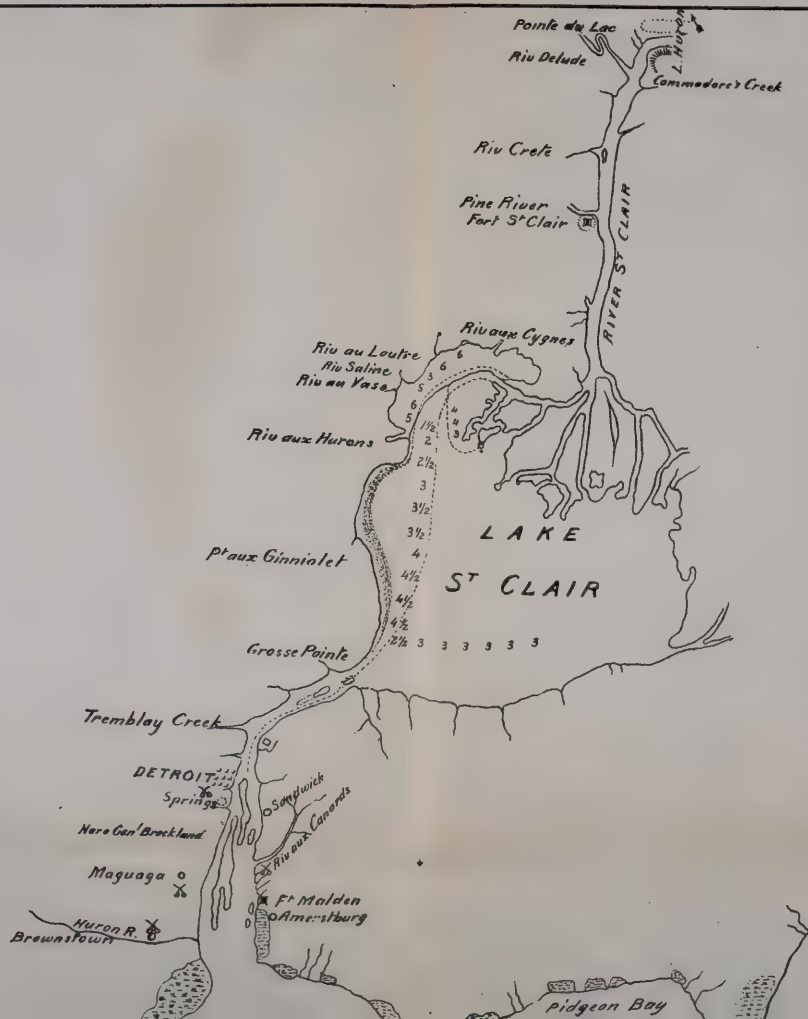 Pointe du Lac
L. HURON
Riv Delude
Commodore's Creek
Riv Crete
Pine River
Fort St Clair
RIVER ST CLAIR
Riv aux Cygnes
Riv au Loutre
Riv Saline
Riv au Vase
6
6
3
5
6
5
4
4
3
Riv aux Hurons
1½
2
2½
3
3½
3½
4
4½
4½
4½
2½ 3 3 3 3 3 3
LAKE
ST CLAIR
Pt aux Ginniolet
Grosse Pointe
Tremblay Creek
DETROIT
Springs
Sandwich
Riv aux Canards
Here Genl Brockland
Maguaga
Ft Malden
Amerstburg
Huron R.
Brownstown
Pidgeon Bay